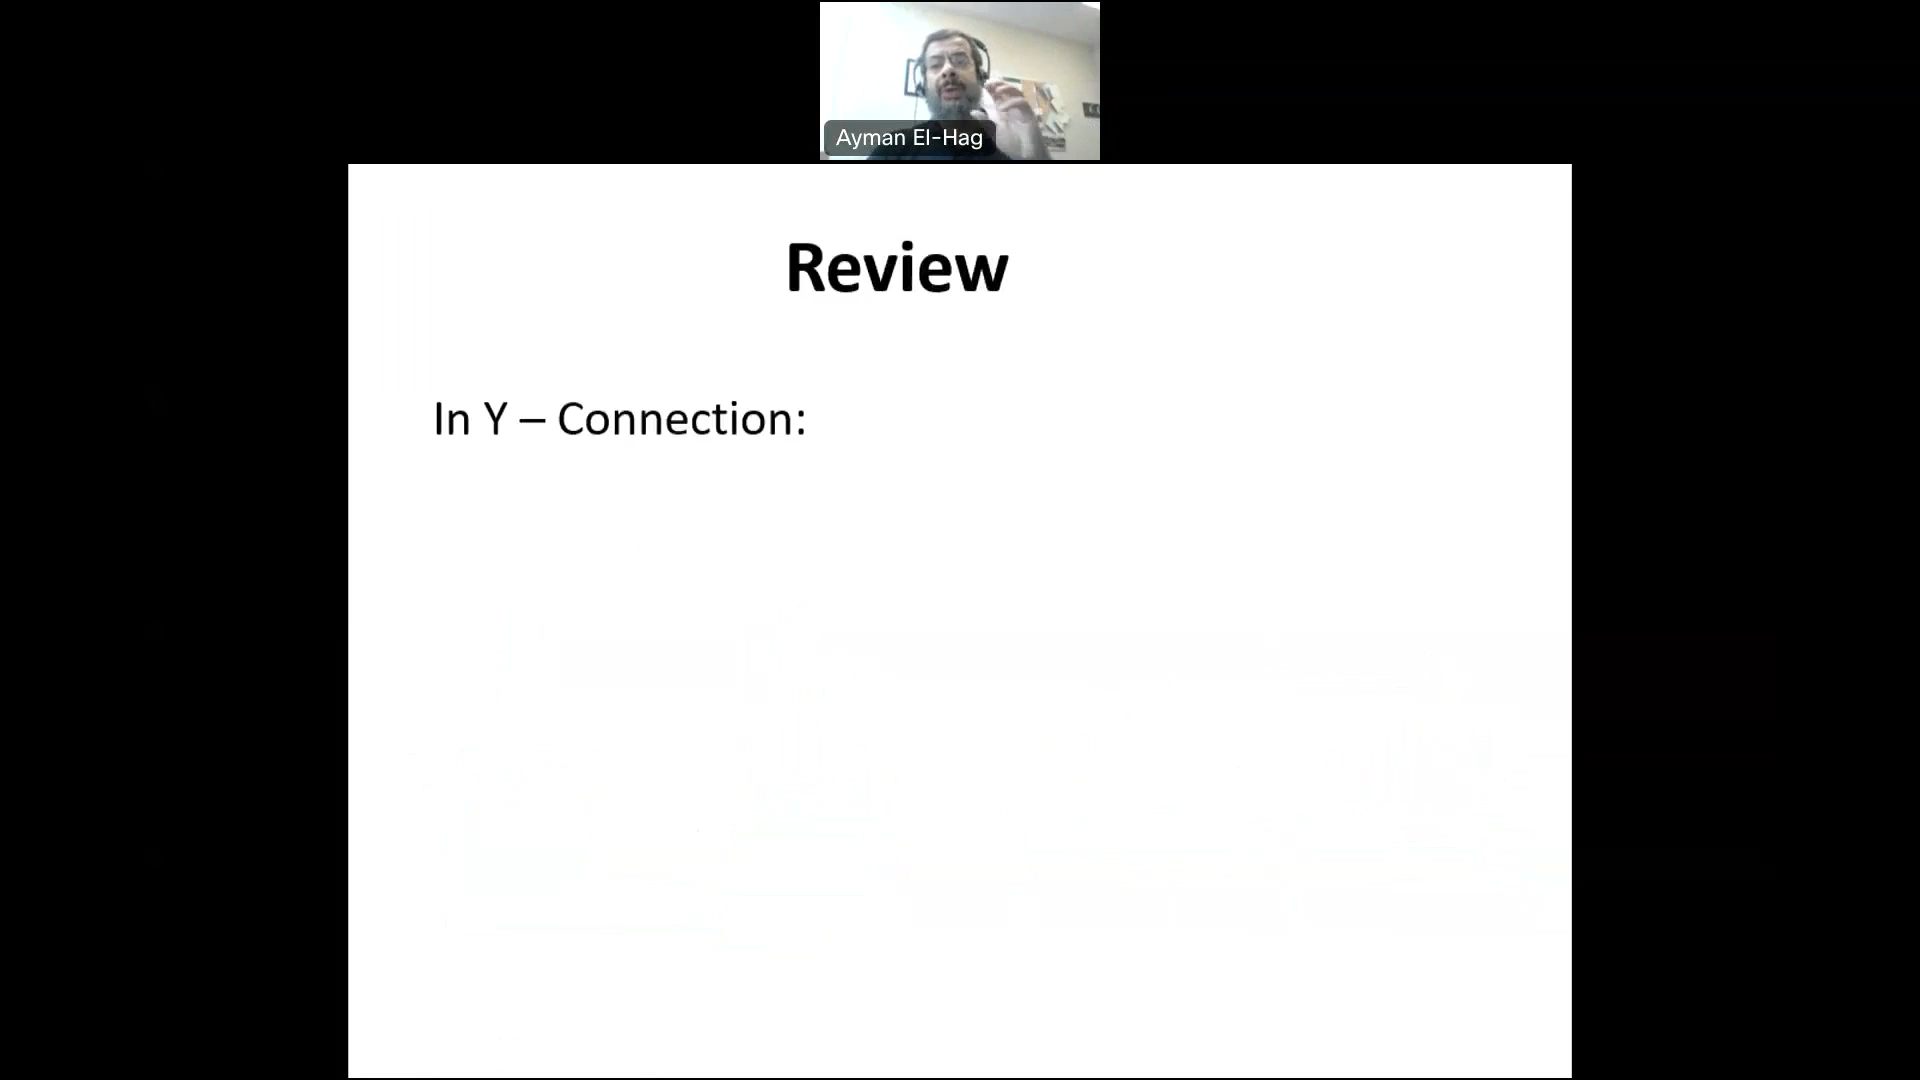 Ayman El-Hag
Review
In Y – Connection: